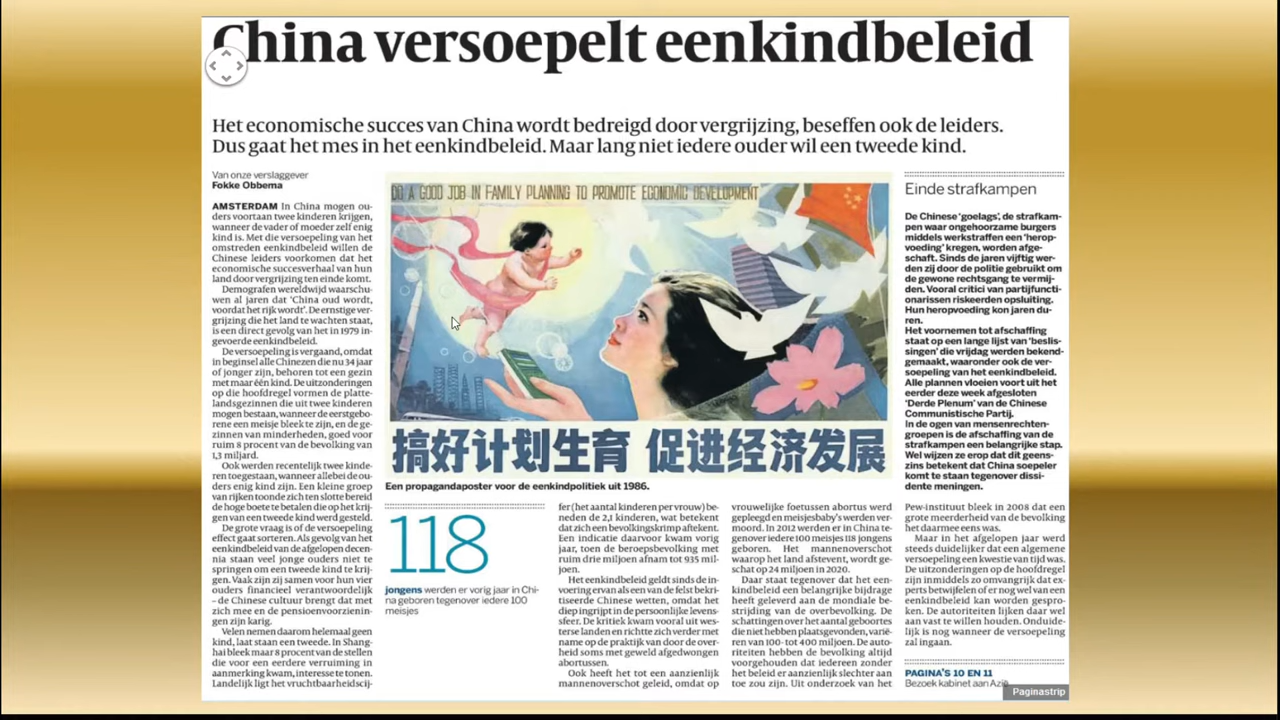 China versoepelt eenkindbeleid
Het economische succes van China wordt bedreigd door vergrijzing, beseffen ook de leiders.
Dus gaat het mes in het eenkindbeleid. Maar lang niet iedere ouder wil een tweede kind.
Van onze verslaggever
Fokke Obbema
AMSTERDAM In China mogen ou-
ders voortaan twee kinderen krijgen,
wanneer de vader of moeder zelf enig
kind is. Met die versoepeling van het
omstreden eenkindbeleid willen de
Chinese leiders voorkomen dat het
economische succesverhaal van hun
land door vergrijzing ten einde komt.
Demografen wereldwijd waarschu-
wen al jaren dat 'China oud wordt,
voordat het rijk wordt'. De ernstige ver-
grijzing die het land te wachten staat,
is een direct gevolg van het in 1979 in-
gevoerde eenkindbeleid.
De versoepeling is vergaand, omdat
in beginsel alle Chinezen die nu 34 jaar
of jonger zijn, behoren tot een gezin
met maar één kind. De uitzonderingen
op die hoofdregel vormen de platte-
landsgezinnen die uit twee kinderen
mogen bestaan, wanneer de eerstgebo-
rene een meisje bleek te zijn, en de ge-
zinnen van minderheden, goed voor
ruim 8 procent van de bevolking van
1,3 miljard.
Ook werden recentelijk twee kinde-
ren toegestaan, wanneer allebei de ou-
ders enig kind zijn. Een kleine groep
van rijken toonde zich ten slotte bereid
de hoge boete te betalen die op het krij-
gen van een tweede kind werd gesteld.
De grote vraag is of de versoepeling
effect gaat sorteren. Als gevolg van het
eenkindbeleid van de afgelopen decen-
nia staan veel jonge ouders niet te
springen om een tweede kind te krij-
gen. Vaak zijn zij samen voor hun vier
ouders financieel verantwoordelijk
– de Chinese cultuur brengt dat met
zich mee en de pensioenvoorzienin-
gen zijn karig.
Velen nemen daarom helemaal geen
kind, laat staan een tweede. In Shang-
hai bleek maar 8 procent van de stellen
die voor een eerdere verruiming in
aanmerking kwam, interesse te tonen.
Landelijk ligt het vruchtbaarheidscij-
DO A GOOD JOB IN FAMILY PLANNING TO PROMOTE ECONOMIC DEVELOPMENT
搞好计划生育 促进经济发展
Een propagandaposter voor de eenkindpolitiek uit 1986.
118
jongens werden er vorig jaar in Chi-
na geboren tegenover iedere 100
meisjes
fer (het aantal kinderen per vrouw) be-
neden de 2,1 kinderen, wat betekent
dat zich een bevolkingskrimp aftekent.
Een indicatie daarvoor kwam vorig
jaar, toen de beroepsbevolking met
ruim drie miljoen afnam tot 935 mil-
joen.
Het eenkindbeleid geldt sinds de in-
voering ervan als een van de felst bekri-
tiseerde Chinese wetten, omdat het
diep ingrijpt in de persoonlijke levens-
sfeer. De kritiek kwam vooral uit wes-
terse landen en richtte zich verder met
name op de praktijk van door de over-
heid soms met geweld afgedwongen
abortussen.
Ook heeft het tot een aanzienlijk
mannenoverschot geleid, omdat op
vrouwelijke foetussen abortus werd
gepleegd en meisjesbaby's werden ver-
moord. In 2012 werden er in China te-
genover iedere 100 meisjes 118 jongens
geboren. Het mannenoverschot
waarop het land afstevent, wordt ge-
schat op 24 miljoen in 2020.
Daar staat tegenover dat het een-
kindbeleid een belangrijke bijdrage
heeft geleverd aan de mondiale be-
strijding van de overbevolking. De
schattingen over het aantal geboortes
die niet hebben plaatsgevonden, varië-
ren van 100- tot 400 miljoen. De auto-
riteiten hebben de bevolking altijd
voorgehouden dat iedereen zonder
het beleid er aanzienlijk slechter aan
toe zou zijn. Uit onderzoek van het
Einde strafkampen
De Chinese 'goelags', de strafkam-
pen waar ongehoorzame burgers
middels werkstraffen een 'herop-
voeding' kregen, worden afge-
schaft. Sinds de jaren vijftig wer-
den zij door de politie gebruikt om
de gewone rechtsgang te vermij-
den. Vooral critici van partijfuncti-
onarissen riskeerden opsluiting.
Hun heropvoeding kon jaren du-
ren.
Het voornemen tot afschaffing
staat op een lange lijst van 'beslis-
singen' die vrijdag werden bekend-
gemaakt, waaronder ook de ver-
soepeling van het eenkindbeleid.
Alle plannen vloeien voort uit het
eerder deze week afgesloten
'Derde Plenum' van de Chinese
Communistische Partij.
In de ogen van mensenrechten-
groepen is de afschaffing van de
strafkampen een belangrijke stap.
Wel wijzen ze erop dat dit geens-
zins betekent dat China soepeler
komt te staan tegenover dissi-
dente meningen.
Pew-instituut bleek in 2008 dat een
grote meerderheid van de bevolking
het daarmee eens was.
Maar in het afgelopen jaar werd
steeds duidelijker dat een algemene
versoepeling een kwestie van tijd was.
De uitzonderingen op de hoofdregel
zijn inmiddels zo omvangrijk dat ex-
perts betwijfelen of er nog wel van een
eenkindbeleid kan worden gespro-
ken. De autoriteiten lijken daar wel
aan vast te willen houden. Onduide-
lijk is nog wanneer de versoepeling
zal ingaan.
PAGINA'S 10 EN 11
Bezoek kabinet aan Azië
Paginastrip